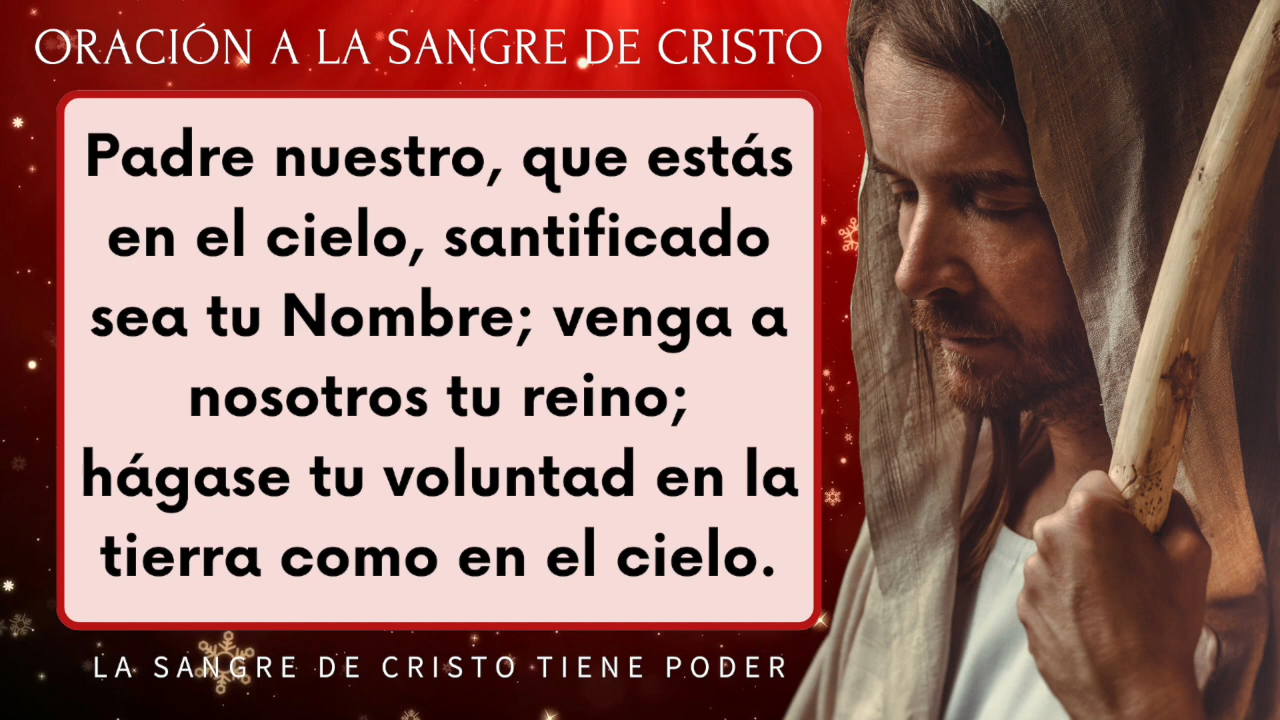 ORACIÓN A LA SANGRE DE CRISTO
Padre nuestro, que estás
en el cielo, santificado
sea tu Nombre; venga a
nosotros tu reino;
hágase tu voluntad en la
tierra como en el cielo.
LA SANGRE DE CRISTO TIENE PODER